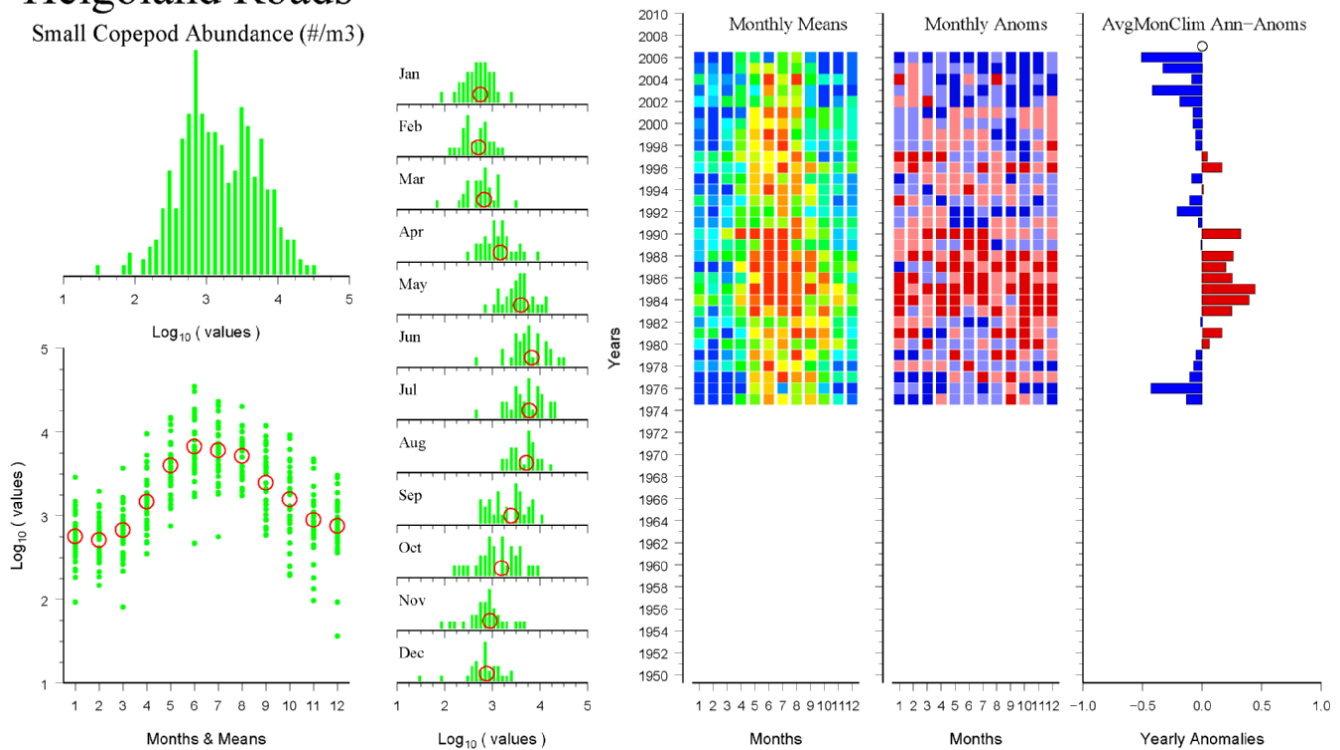 Helgoland Roads
Small Copepod Abundance (#/m3)
1 2 3 4 5
Log10 ( values )
5
4
3
2
1
Log10 ( values )
1 2 3 4 5 6 7 8 9 10 11 12
Months & Means
Jan
Feb
Mar
Apr
May
Jun
Jul
Aug
Sep
Oct
Nov
Dec
1 2 3 4 5
Log10 ( values )
Years
2010
2008
2006
2004
2002
2000
1998
1996
1994
1992
1990
1988
1986
1984
1982
1980
1978
1976
1974
1972
1970
1968
1966
1964
1962
1960
1958
1956
1954
1952
1950
Monthly Means
1 2 3 4 5 6 7 8 9 10 11 12
Months
Monthly Anoms
1 2 3 4 5 6 7 8 9 10 11 12
Months
AvgMonClim Ann−Anoms
−1.0 −0.5 0.0 0.5 1.0
Yearly Anomalies